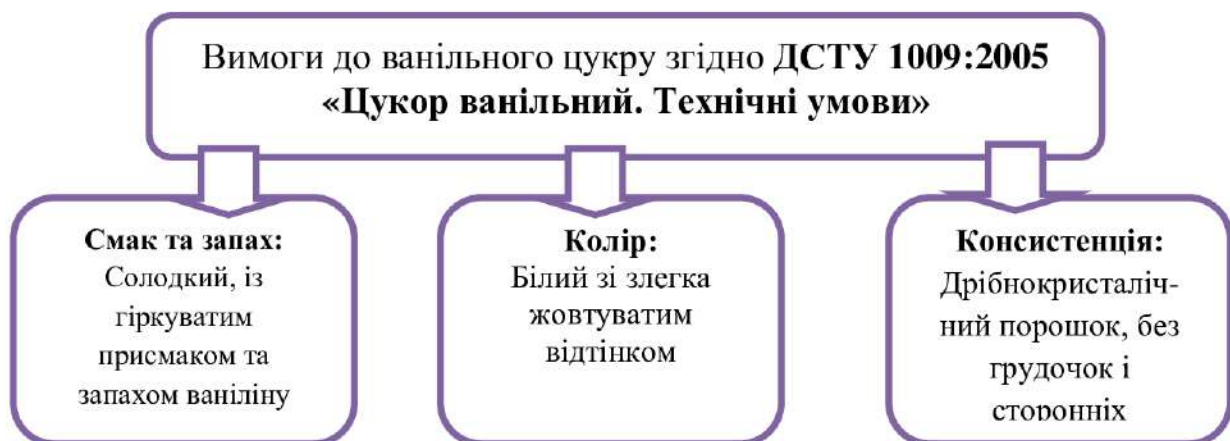 Вимоги до ванільного цукру згідно ДСТУ 1009:2005
«Цукор ванільний. Технічні умови»
Смак та запах:
Солодкий, із
гіркуватим
присмаком та
запахом ваніліну
Колір:
Білий зі злегка
жовтуватим
відтінком
Консистенція:
Дрібнокристаліч-
ний порошок, без
грудочок і
сторонніх